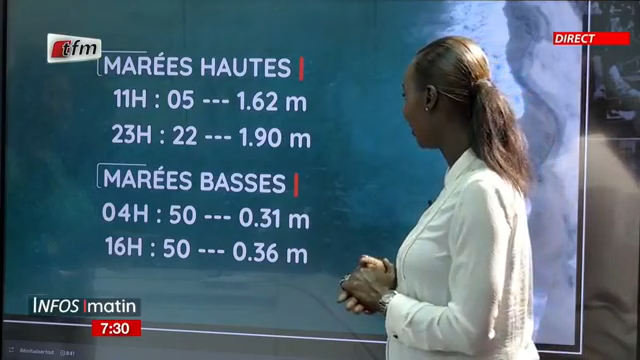 tfm
DIRECT
MARÉES HAUTES
11H : 05 --- 1.62 m
23H : 22 --- 1.90 m
MARÉES BASSES
04H : 50 --- 0.31 m
16H : 50 --- 0.36 m
INFOS matin
7:30